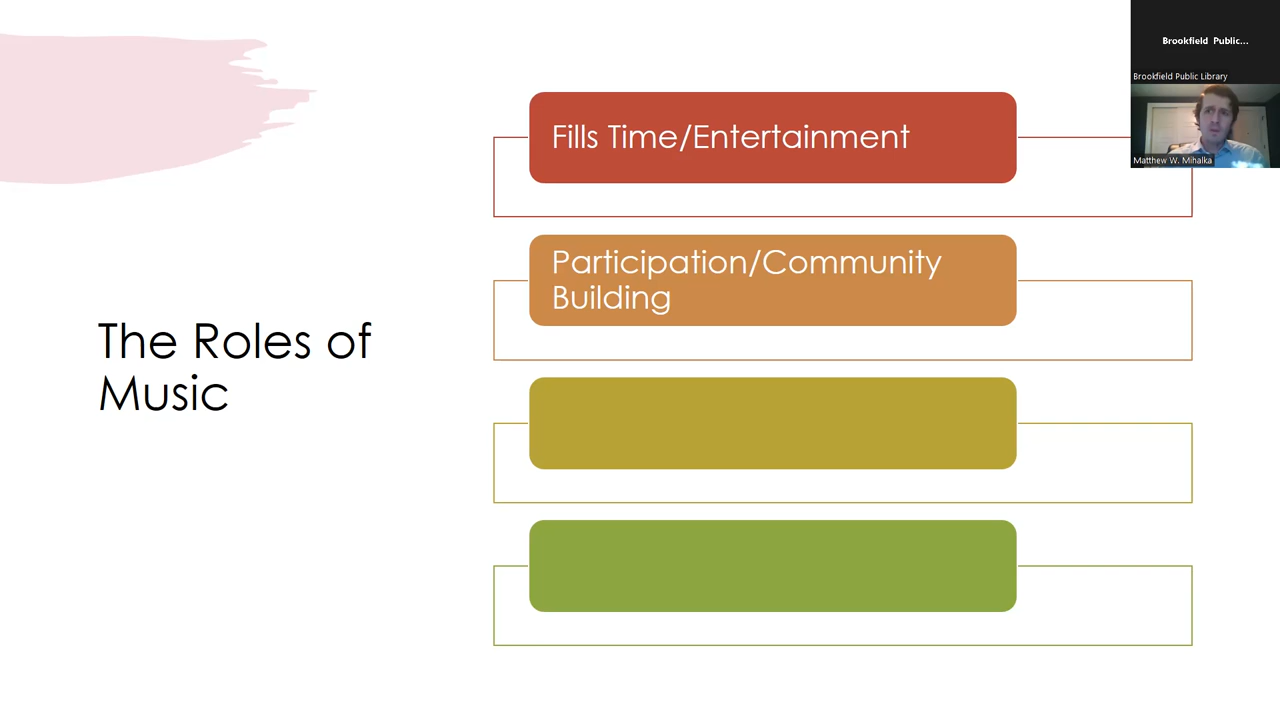 The Roles of
Music
Fills Time/Entertainment
Participation/Community
Building
Brookfield Public...
Brookfield Public Library
Matthew W. Mihalka